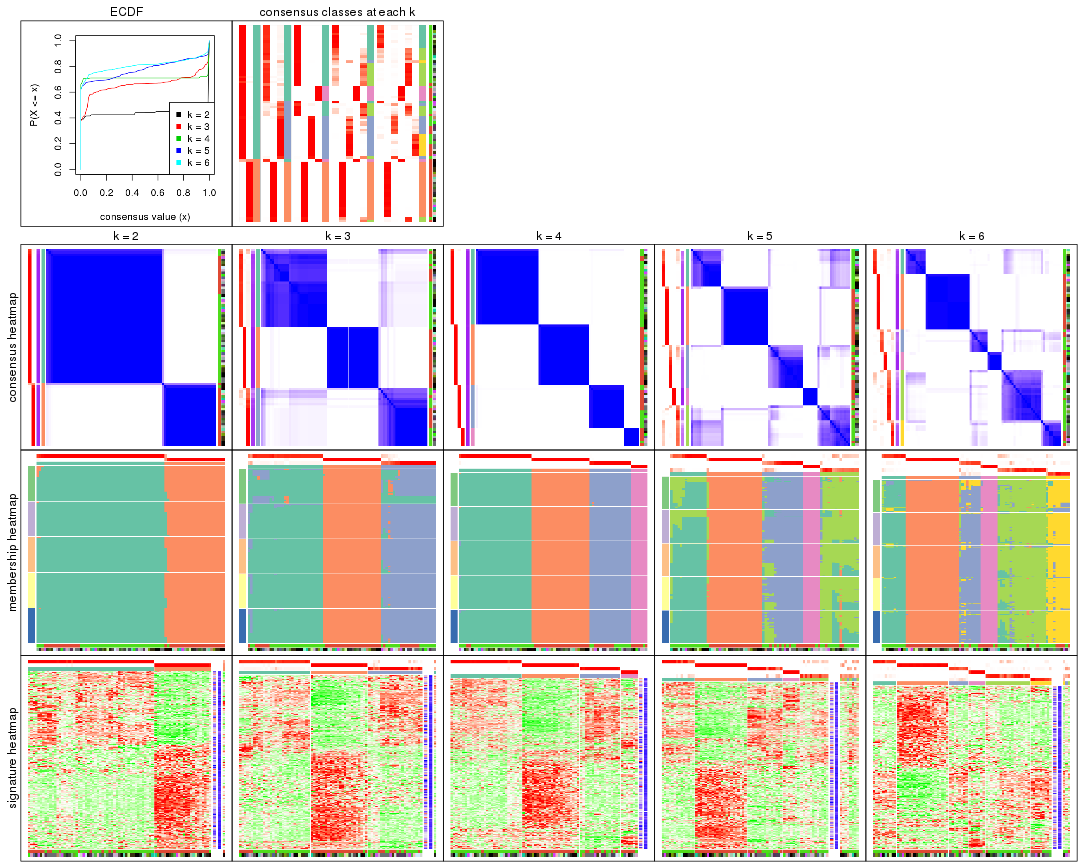 ECDF
consensus classes at each k
P(X <= x)
0.0
0.2
0.4
0.6
0.8
1.0
k = 2
k = 3
k = 4
k = 5
k = 6
0.0 0.2 0.4 0.6 0.8 1.0
consensus value (x)
k = 2
k = 3
k = 4
k = 5
k = 6
consensus heatmap
membership heatmap
signature heatmap